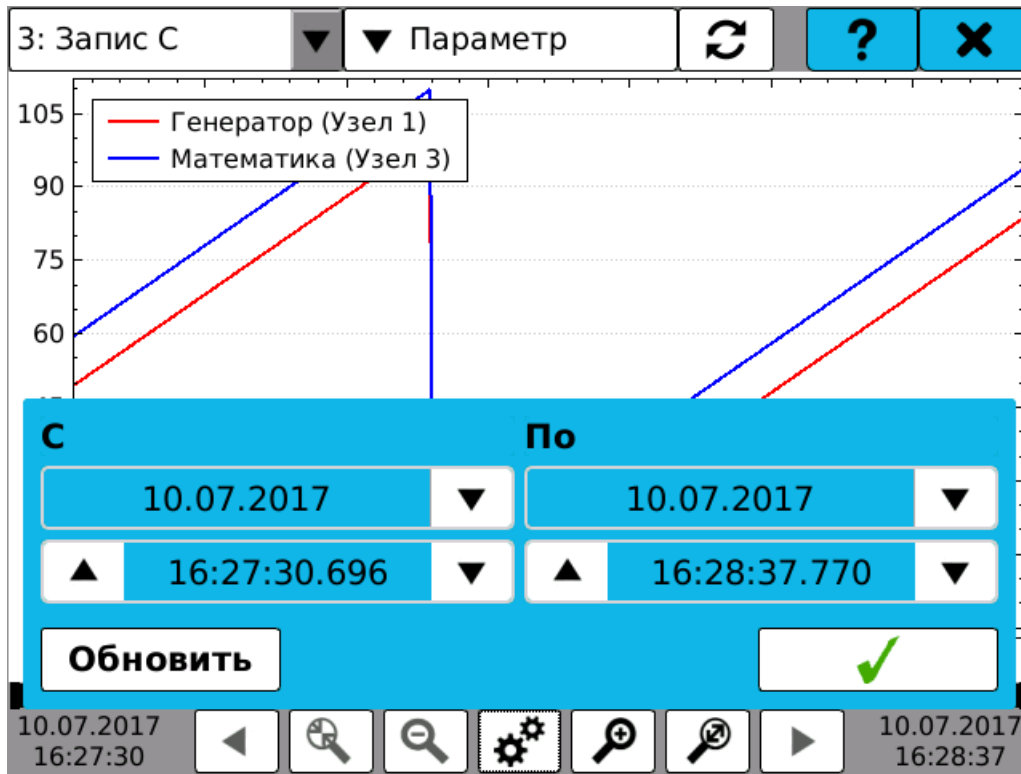 3: Запис С
Параметр
?
105
Генератор (Узел 1)
Математика (Узел 3)
90
75
60
С
По
10.07.2017
10.07.2017
16:27:30.696
16:28:37.770
Обновить
10.07.2017
16:27:30
10.07.2017
16:28:37